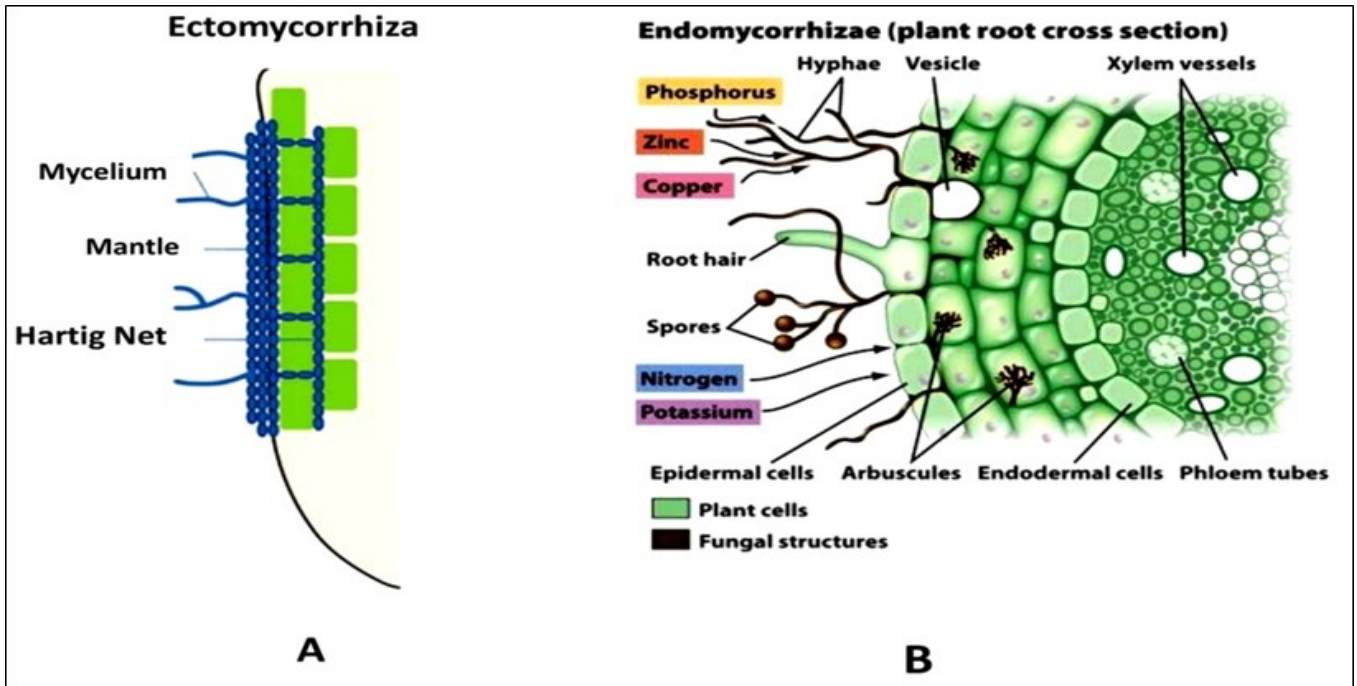 Ectomycorrhiza
Mycelium
Mantle
Hartig Net
A
Endomycorrhizae (plant root cross section)
Hyphae Vesicle Xylem vessels
Phosphorus
Zinc
Copper
Root hair
Spores
Nitrogen
Potassium
Epidermal cells Arbuscules Endodermal cells Phloem tubes
Plant cells
Fungal structures
B